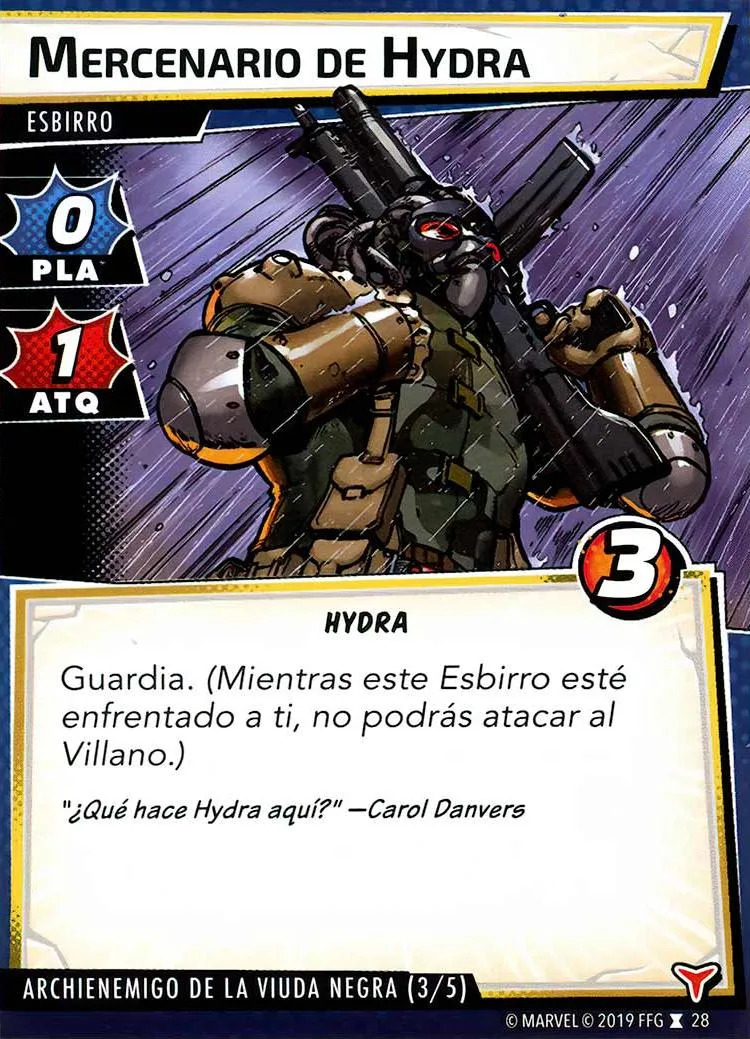 MERCENARIO DE HYDRA
ESBIRRO
0
PLA
1
ATQ
3
HYDRA
Guardia. (Mientras este Esbirro esté
enfrentado a ti, no podrás atacar al
Villano.)
"¿Qué hace Hydra aquí?" —Carol Danvers
ARCHIENEMIGO DE LA VIUDA NEGRA (3/5)
© MARVEL © 2019 FFG 28